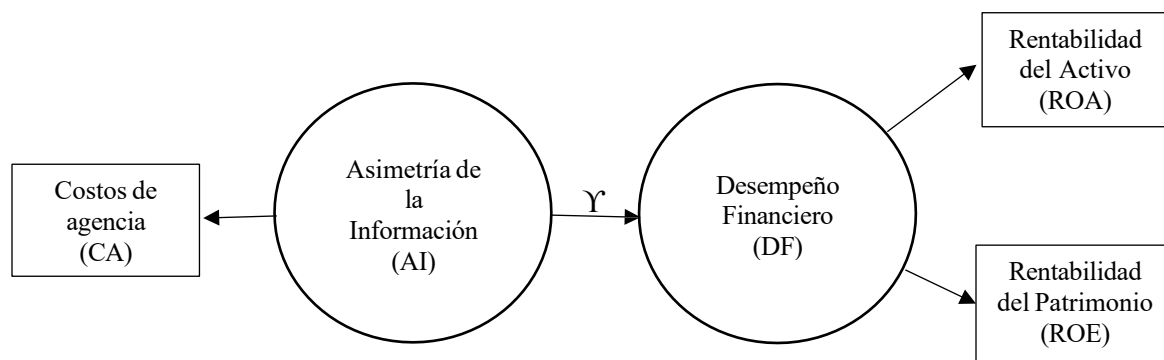 Costos de
agencia
(CA)
Asimetría de
la
Información
(AI)
ϒ
Desempeño
Financiero
(DF)
Rentabilidad
del Activo
(ROA)
Rentabilidad
del Patrimonio
(ROE)